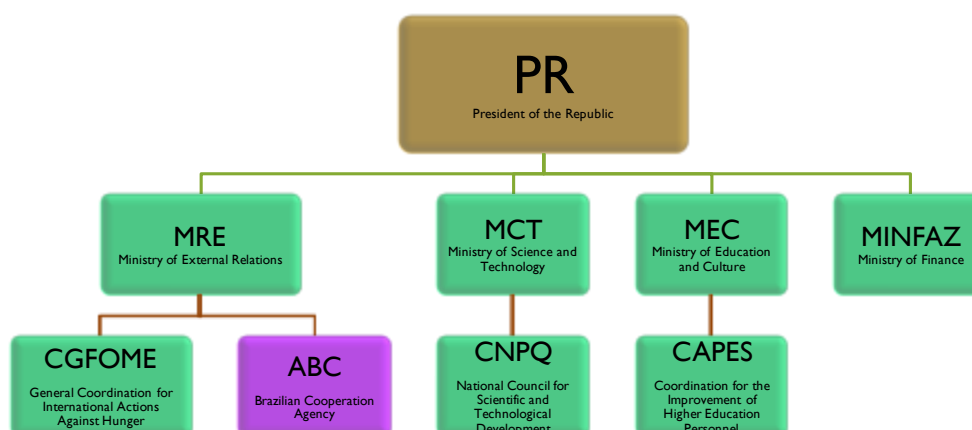 PR
President of the Republic
MRE
Ministry of External Relations
MCT
Ministry of Science and
Technology
MEC
Ministry of Education
and Culture
MINFAZ
Ministry of Finance
CGFOME
General Coordination for
International Actions
Against Hunger
ABC
Brazilian Cooperation
Agency
CNPQ
National Council for
Scientific and
Technological
Development
CAPES
Coordination for the
Improvement of
Higher Education
Personnel